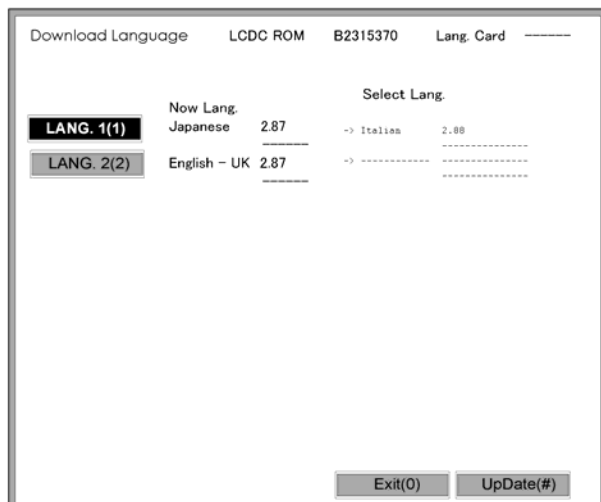 Download Language LCDC ROM B2315370 Lang. Card ------
Select Lang.
Now Lang.
LANG. 1(1) Japanese 2.87 -> Italian 2.88
------ ---------------
LANG. 2(2) English - UK 2.87 -> ------------ ---------------
------ ---------------
Exit(0) UpDate(#)